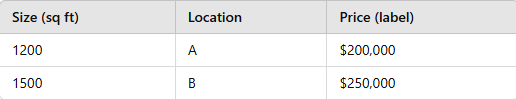 Size (sq ft) Location Price (label)
1200 A $200,000
1500 B $250,000